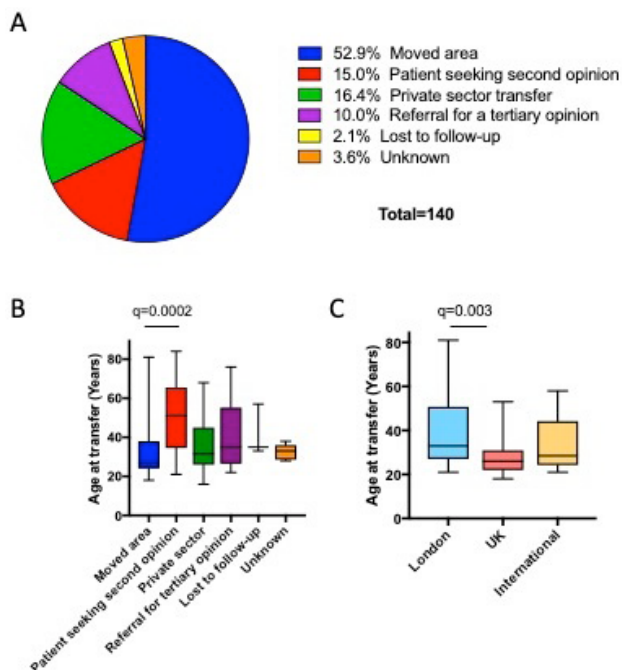 A
52.9% Moved area
15.0% Patient seeking second opinion
16.4% Private sector transfer
10.0% Referral for a tertiary opinion
2.1% Lost to follow-up
3.6% Unknown
Total=140
B
q=0.0002
Age at transfer (Years)
80
60
40
20
0
Moved area
Patient seeking second opinion
Private sector
Referral for tertiary opinion
Lost to follow-up
Unknown
C
q=0.003
Age at transfer (Years)
80
60
40
20
0
London
UK
International